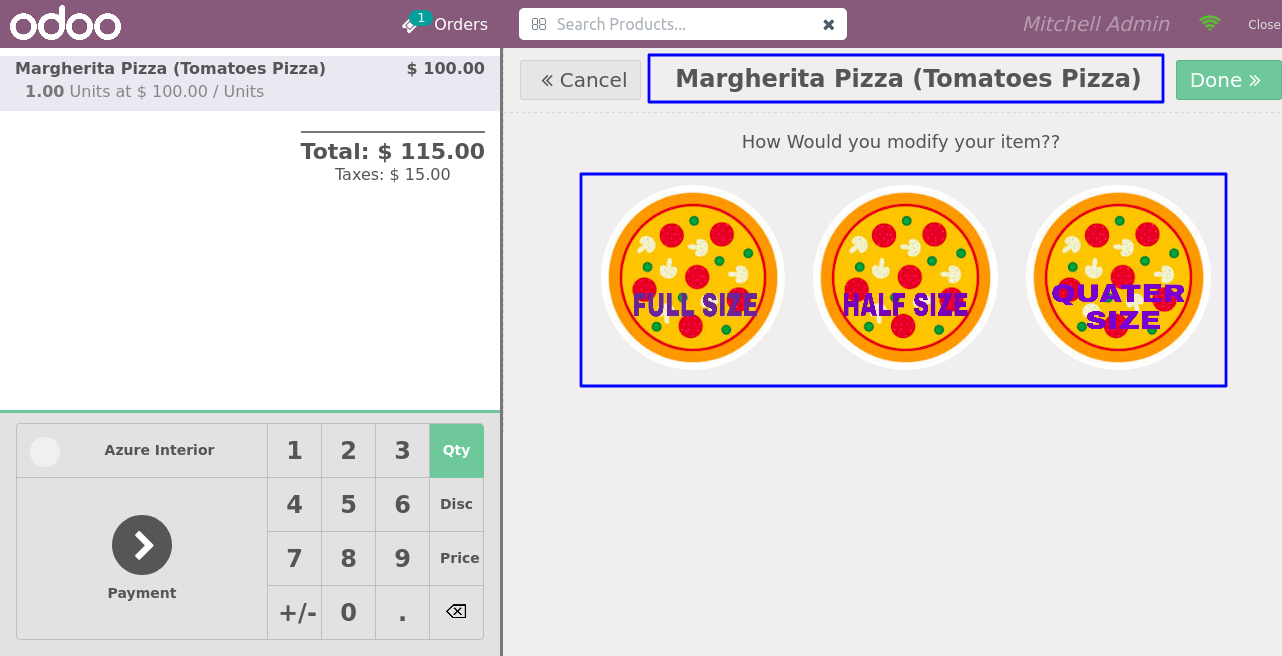 odoo
1
Orders
Search Products...
Mitchell Admin
Close
Margherita Pizza (Tomatoes Pizza) $ 100.00
1.00 Units at $ 100.00 / Units
Total: $ 115.00
Taxes: $ 15.00
Cancel
Margherita Pizza (Tomatoes Pizza)
Done
How Would you modify your item??
FULL SIZE
HALF SIZE
QUATER
SIZE
Azure Interior
1 2 3 Qty
4 5 6 Disc
7 8 9 Price
+/- 0 .
Payment